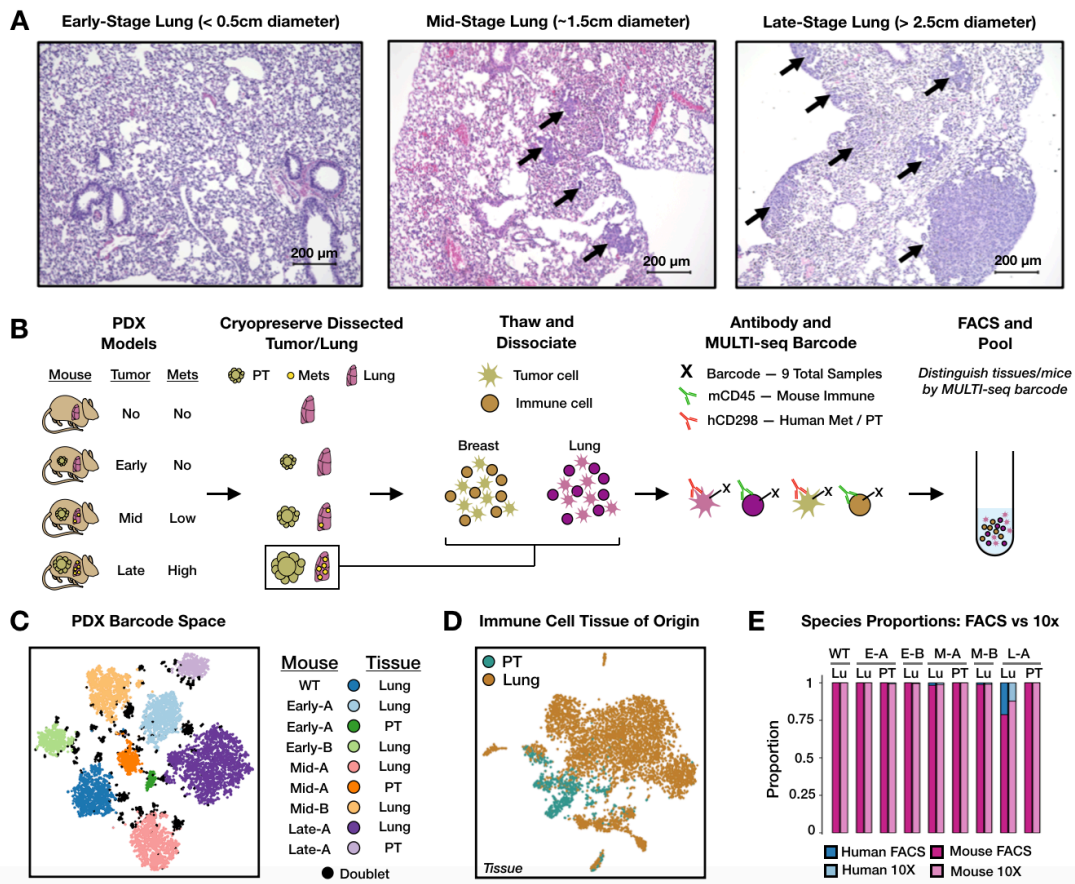 A
Early-Stage Lung (< 0.5cm diameter)
Mid-Stage Lung (~1.5cm diameter)
Late-Stage Lung (> 2.5cm diameter)
200 µm
200 µm
200 µm
B
PDX
Models
Mouse Tumor Mets
No No
Early No
Mid Low
Late High
Cryopreserve Dissected
Tumor/Lung
PT Mets Lung
Thaw and
Dissociate
Tumor cell
Immune cell
Breast Lung
Antibody and
MULTI-seq Barcode
X Barcode — 9 Total Samples
mCD45 — Mouse Immune
hCD298 — Human Met / PT
X X X X
FACS and
Pool
Distinguish tissues/mice
by MULTI-seq barcode
C
PDX Barcode Space
Mouse Tissue
WT Lung
Early-A Lung
Early-A PT
Early-B Lung
Mid-A Lung
Mid-A PT
Mid-B Lung
Late-A Lung
Late-A PT
Doublet
D
Immune Cell Tissue of Origin
PT
Lung
Tissue
E
Species Proportions: FACS vs 10x
WT E-A E-B M-A M-B L-A
Lu Lu PT Lu Lu PT Lu Lu PT
Proportion
1
0.75
0.5
0.25
0
Human FACS Mouse FACS
Human 10X Mouse 10X